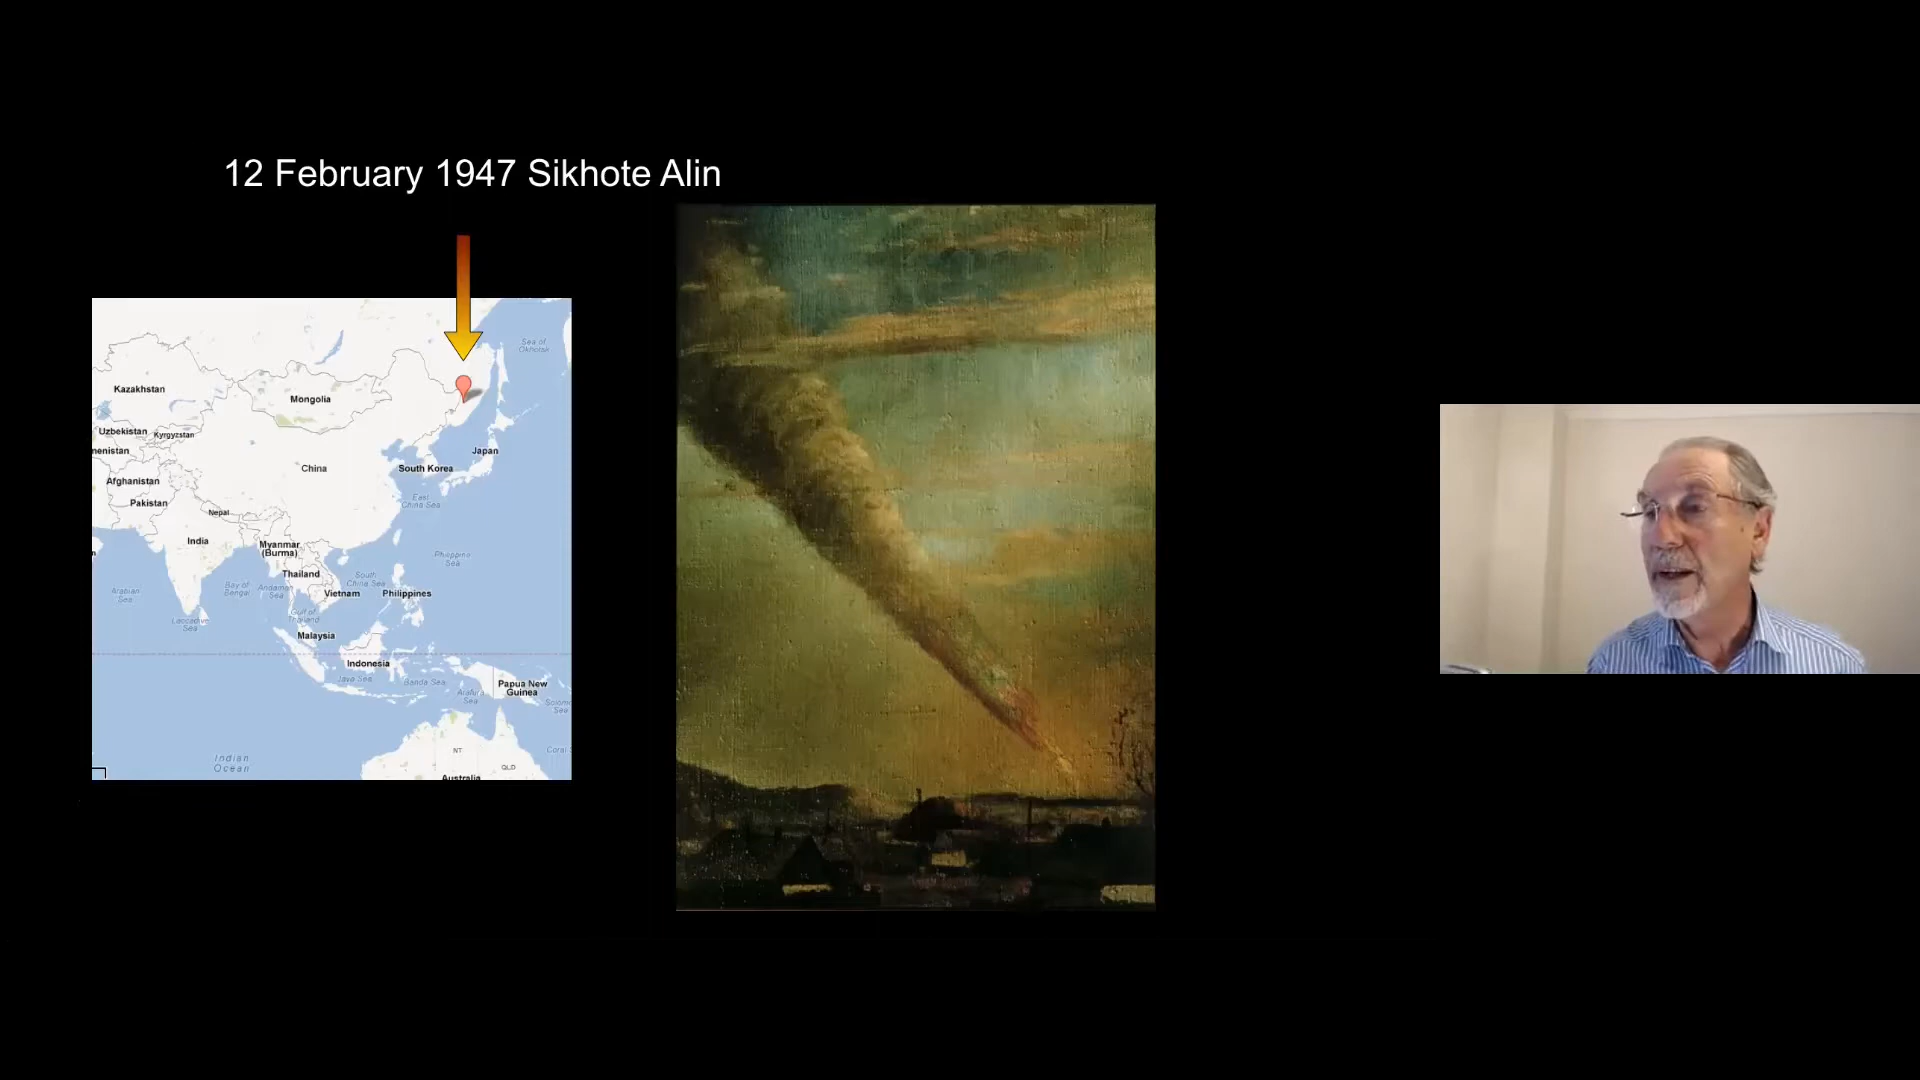 12 February 1947 Sikhote Alin
Sea of
Okhotsk
Kazakhstan
Mongolia
Uzbekistan
Kyrgyzstan
menistan
Japan
China
South Korea
Afghanistan
Pakistan
East
China Sea
Nepal
India
Myanmar
(Burma)
Philippine
Sea
Thailand
South
China Sea
Arabian
Sea
Bay of
Bengal
Andaman
Sea
Vietnam
Philippines
Gulf of
Thailand
Laccadive
Sea
Malaysia
Indonesia
Java Sea
Banda Sea
Papua New
Guinea
Arafura
Sea
Solomon
Sea
NT
Coral
Indian
Ocean
QLD
Australia